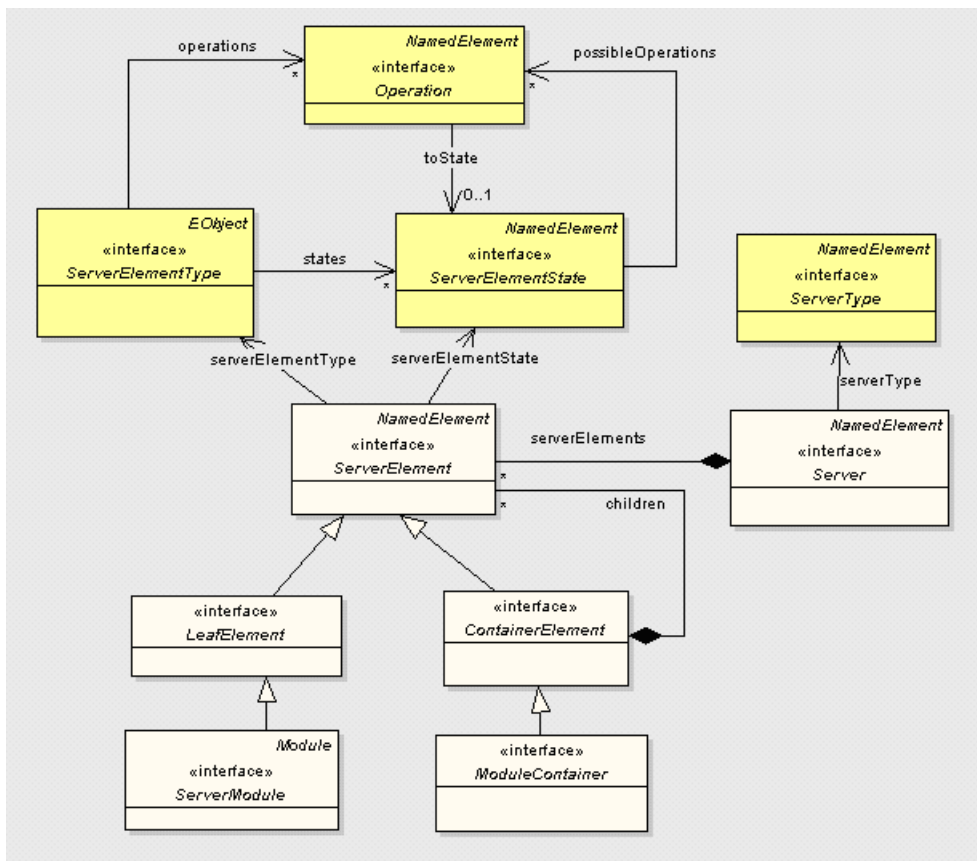 operations
NamedElement
«interface»
Operation
possibleOperations
*
*
toState
0..1
EObject
«interface»
ServerElementType
states
*
NamedElement
«interface»
ServerElementState
NamedElement
«interface»
ServerType
serverElementType
serverElementState
serverType
NamedElement
«interface»
ServerElement
serverElements
*
NamedElement
«interface»
Server
*
children
«interface»
LeafElement
«interface»
ContainerElement
Module
«interface»
ServerModule
«interface»
ModuleContainer